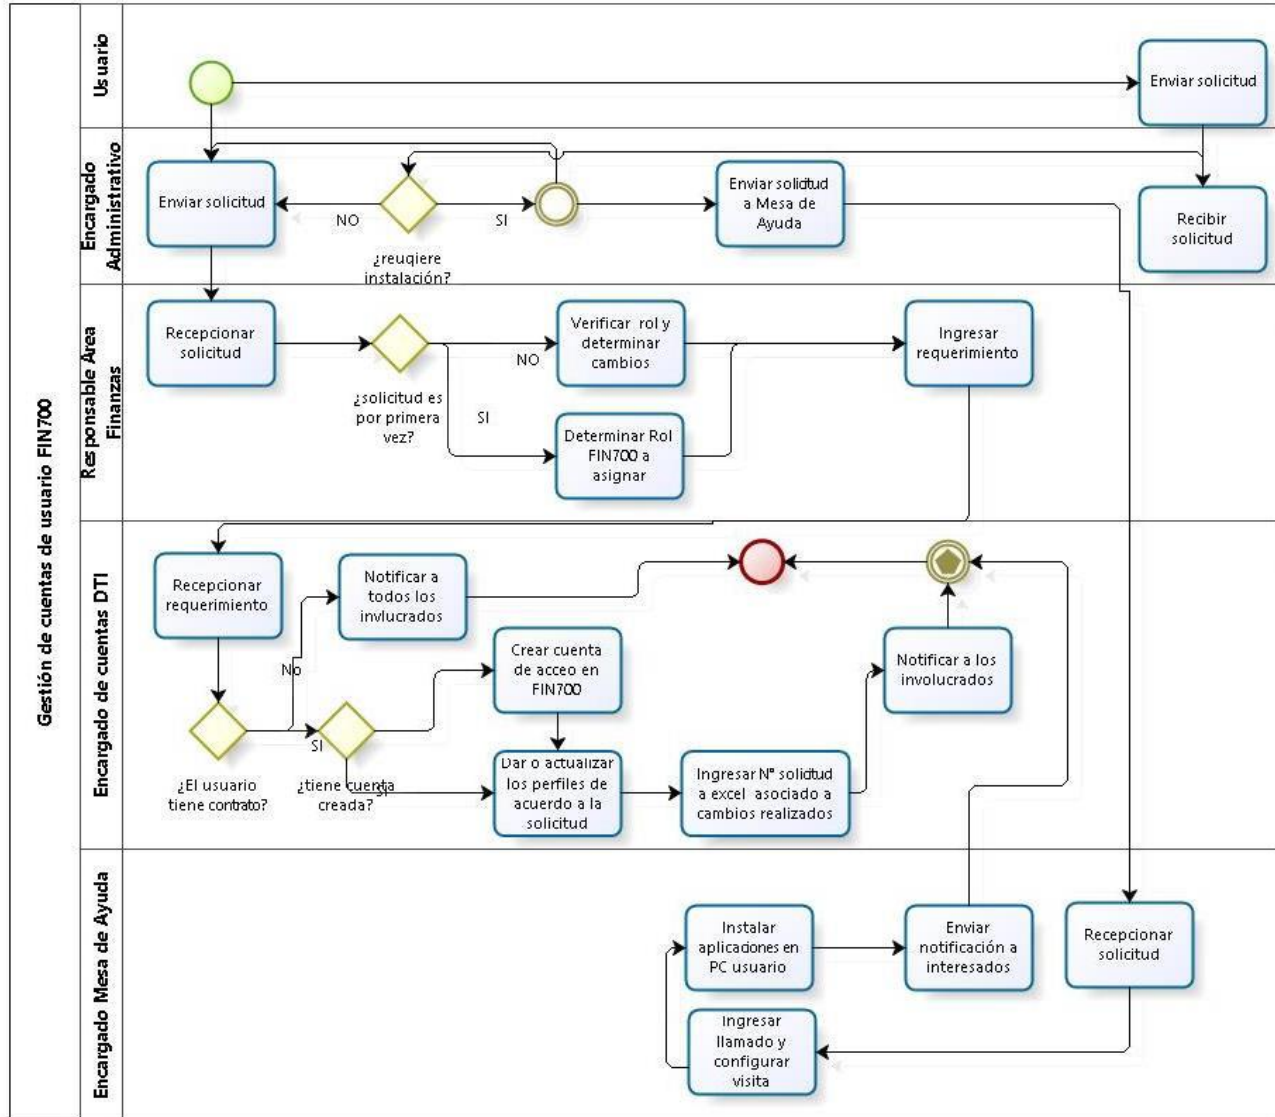 Gestión de cuentas de usuario FIN700
Usuario
Enviar solicitud
Encargado
Administrativo
Enviar solicitud
NO
¿reuqiere
instalación?
SI
Enviar solicitud
a Mesa de
Ayuda
Recibir
solicitud
Responsable Area
Finanzas
Recepcionar
solicitud
¿solicitud es
por primera
vez?
NO
SI
Verificar rol y
determinar
cambios
Determinar Rol
FIN700 a
asignar
Ingresar
requerimiento
Encargado de cuentas DTI
Recepcionar
requerimiento
Notificar a
todos los
invlucrados
No
¿El usuario
tiene contrato?
SI
¿tiene cuenta
creada?
SI
Crear cuenta
de acceo en
FIN700
Dar o actualizar
los perfiles de
acuerdo a la
solicitud
Ingresar N° solicitud
a excel asociado a
cambios realizados
Notificar a los
involucrados
Encargado Mesa de Ayuda
Instalar
aplicaciones en
PC usuario
Enviar
notificación a
interesados
Recepcionar
solicitud
Ingresar
llamado y
configurar
visita